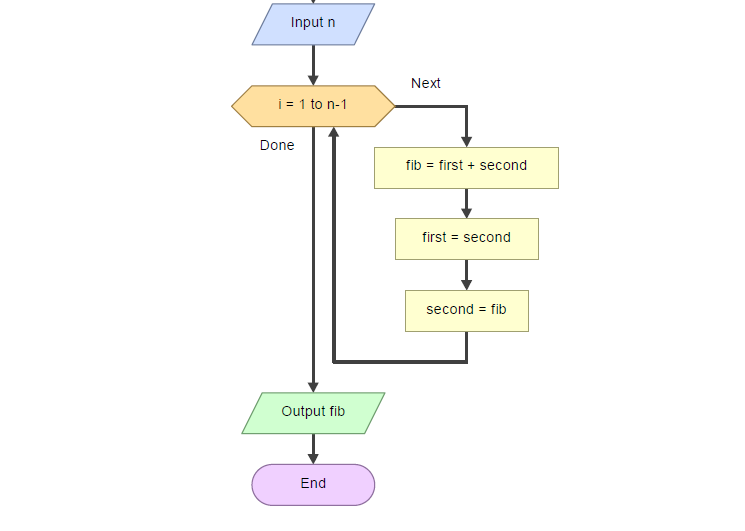 Input n
i = 1 to n-1
Next
Done
fib = first + second
first = second
second = fib
Output fib
End